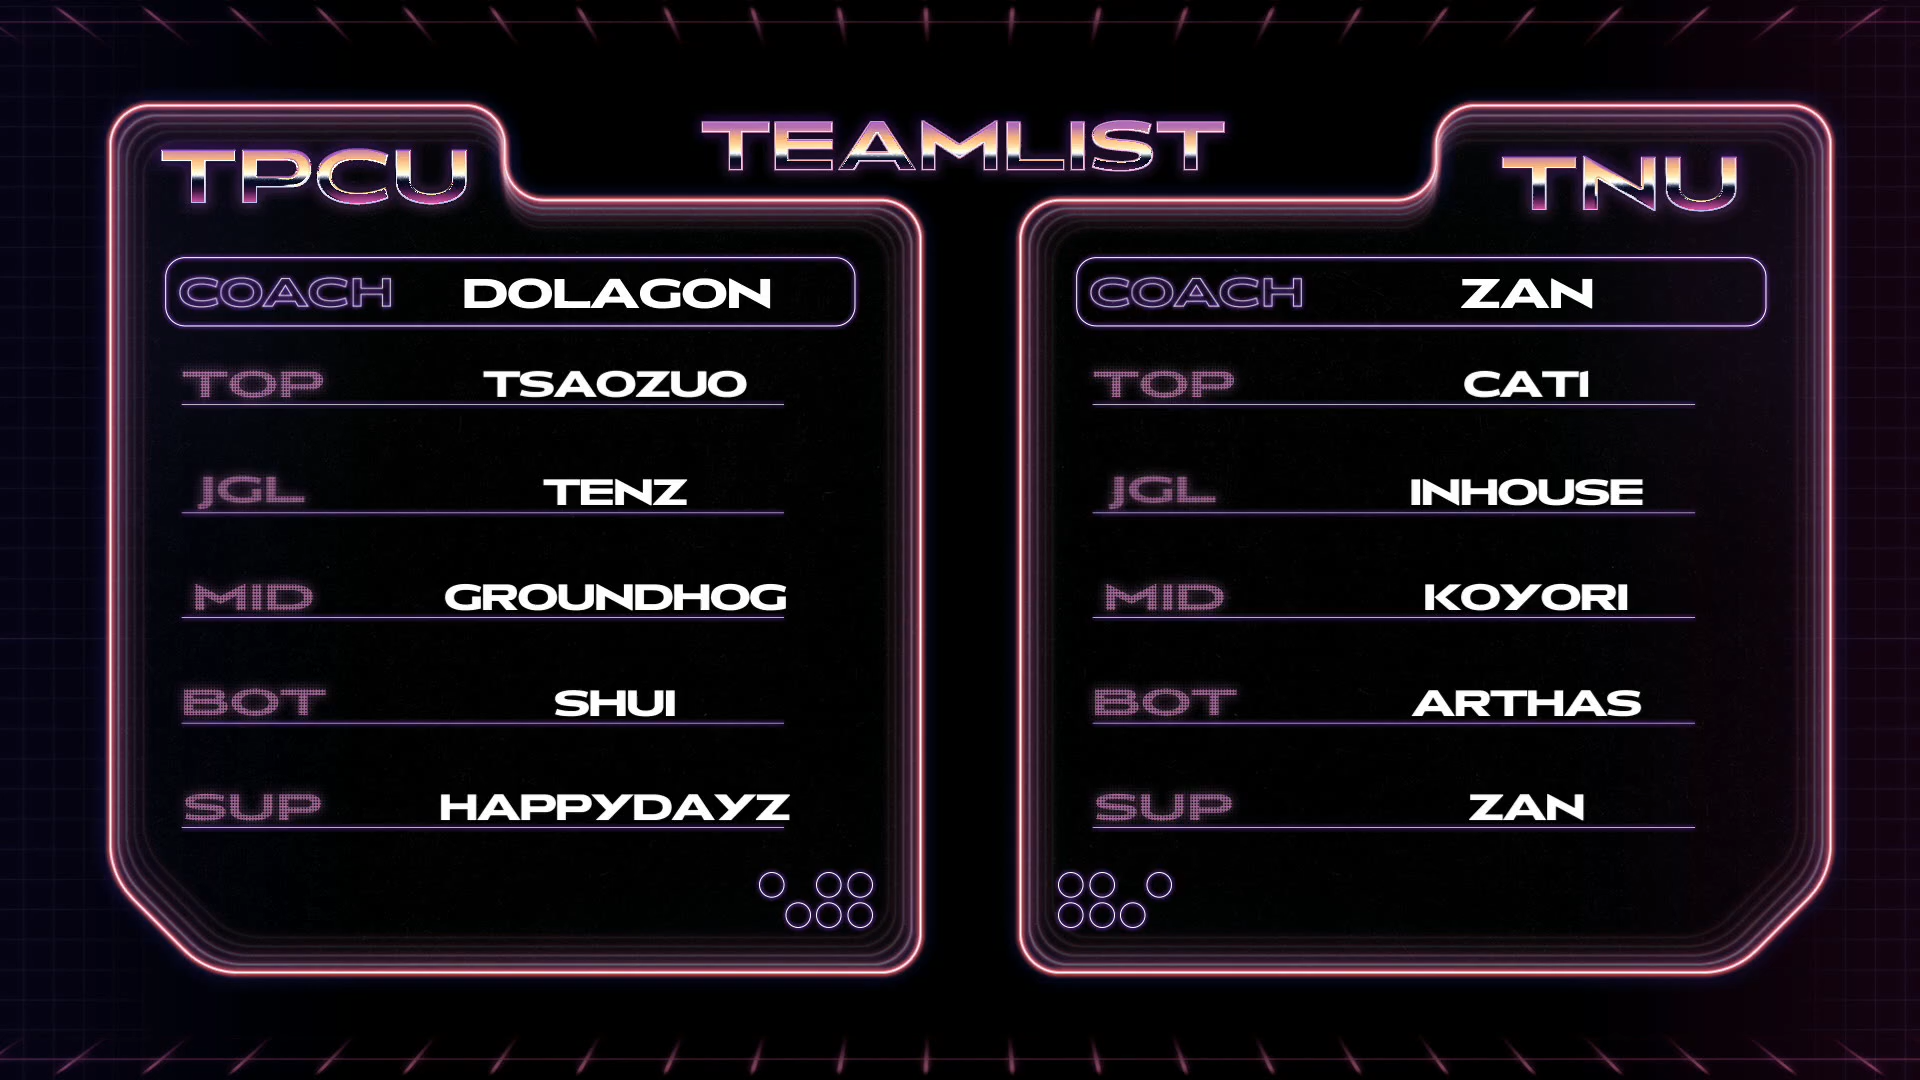 TEAMLIST
TPCU
COACH DOLAGON
TOP TSAOZUO
JGL TENZ
MID GROUNDHOG
BOT SHUI
SUP HAPPYDAYZ
TNU
COACH ZAN
TOP CAT1
JGL INHOUSE
MID KOYORI
BOT ARTHAS
SUP ZAN